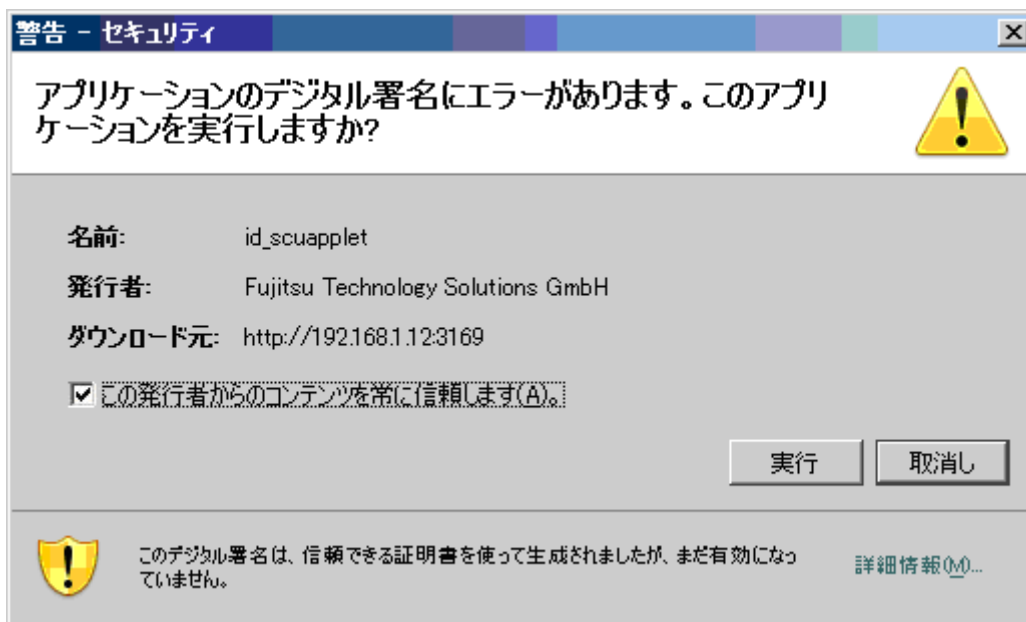 警告 - セキュリティ
アプリケーションのデジタル署名にエラーがあります。このアプリ
ケーションを実行しますか?
名前: id_scuapplet
発行者: Fujitsu Technology Solutions GmbH
ダウンロード元: http://192.168.1.12:3169
この発行者からのコンテンツを常に信頼します(A)。
実行 取消し
このデジタル署名は、信頼できる証明書を使って生成されましたが、まだ有効になっ
ていません。
詳細情報(M)...